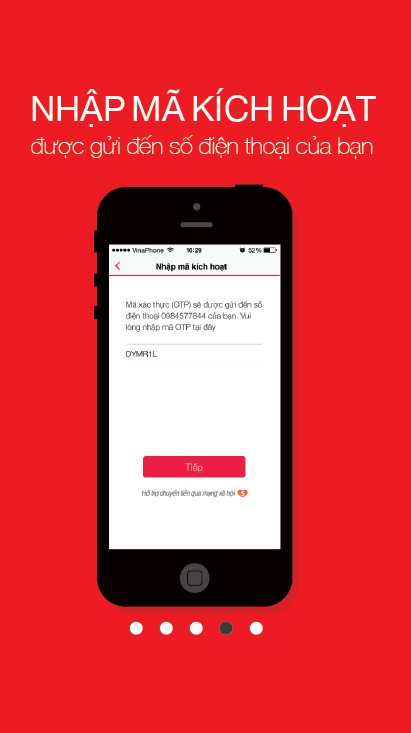 NHẬP MÃ KÍCH HOẠT
được gửi đến số điện thoại của bạn
VinaPhone 16:29 52%
Nhập mã kích hoạt
Mã xác thực (OTP) sẽ được gửi đến số
điện thoại 0984577844 của bạn. Vui
lòng nhập mã OTP tại đây
DYMR1L
Tiếp
Hỗ trợ chuyển tiền qua mạng xã hội